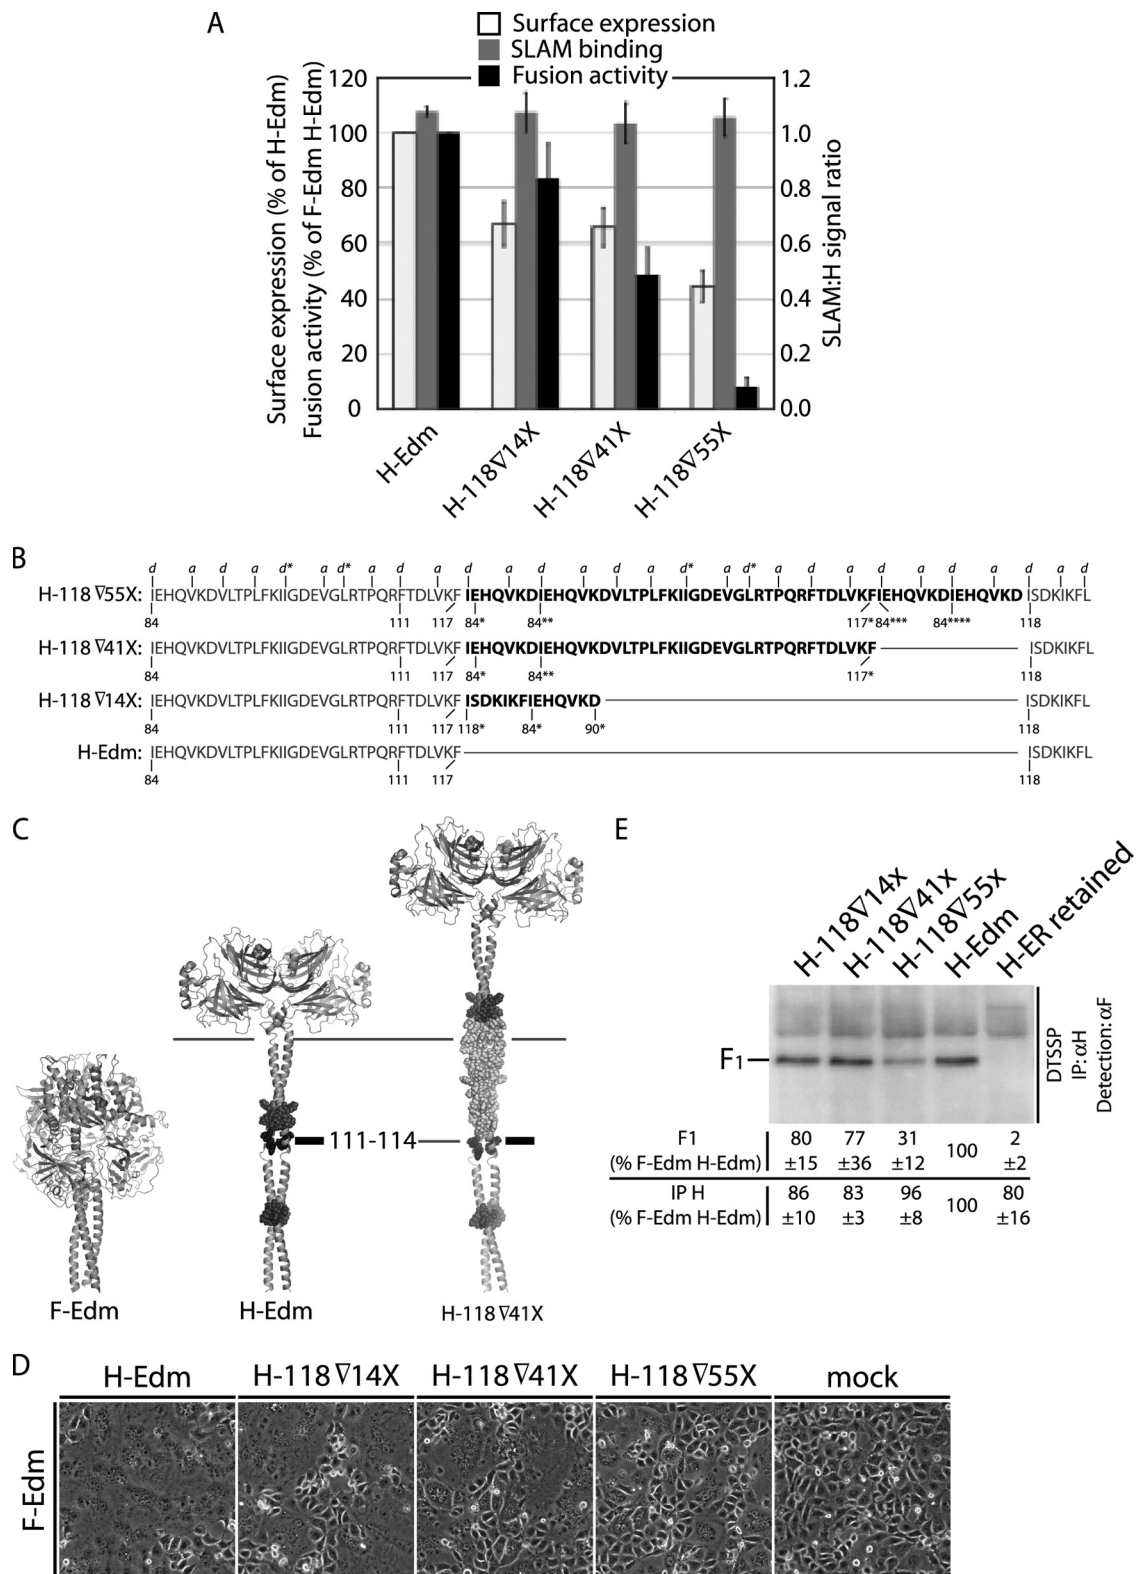 A
Surface expression
SLAM binding
Fusion activity
Surface expression (% of H-Edm)
Fusion activity (% of F-Edm H-Edm)
120
100
80
60
40
20
0
1.2
1.0
0.8
0.6
0.4
0.2
0.0
SLAM:H signal ratio
H-Edm
H-118∇14X
H-118∇41X
H-118∇55X
B
d a d a d* a d* a d a d a d a d a d* a d* a d a d a d a d a d
H-118 ∇55X: IEHQVKDVLTPLFKIIGDEVGLRTPQRFTDLVKF IEHQVKDIEHQVKDVLTPLFKIIGDEVGLRTPQRFTDLVKFIEHQVKDIEHQVKD ISDKIKFL
84 111 117 84* 84** 117* 84*** 84**** 118
H-118 ∇41X: IEHQVKDVLTPLFKIIGDEVGLRTPQRFTDLVKF IEHQVKDIEHQVKDVLTPLFKIIGDEVGLRTPQRFTDLVKF ISDKIKFL
84 111 117 84* 84** 117* 118
H-118 ∇14X: IEHQVKDVLTPLFKIIGDEVGLRTPQRFTDLVKF ISDKIKFIEHQVKD ISDKIKFL
84 111 117 118* 84* 90* 118
H-Edm: IEHQVKDVLTPLFKIIGDEVGLRTPQRFTDLVKF ISDKIKFL
84 111 117 118
C
111-114
F-Edm
H-Edm
H-118 ∇41X
E
H-118∇14x
H-118∇41x
H-118∇55x
H-Edm
H-ER retained
F1
DTSSP
IP: αH
Detection: αF
F1 (% F-Edm H-Edm) 80 ±15 77 ±36 31 ±12 100 2 ±2
IP H (% F-Edm H-Edm) 86 ±10 83 ±3 96 ±8 100 80 ±16
D
H-Edm
H-118 ∇14X
H-118 ∇41X
H-118 ∇55X
mock
F-Edm